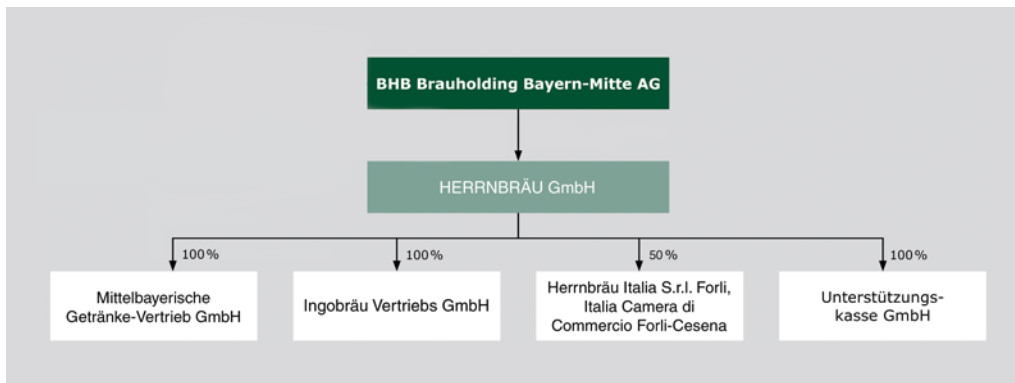 BHB Brauholding Bayern-Mitte AG
HERRNBRÄU GmbH
100 %
100 %
50 %
100 %
Mittelbayerische
Getränke-Vertrieb GmbH
Ingobräu Vertriebs GmbH
Herrnbräu Italia S.r.l. Forli,
Italia Camera di
Commercio Forli-Cesena
Unterstützungs-
kasse GmbH